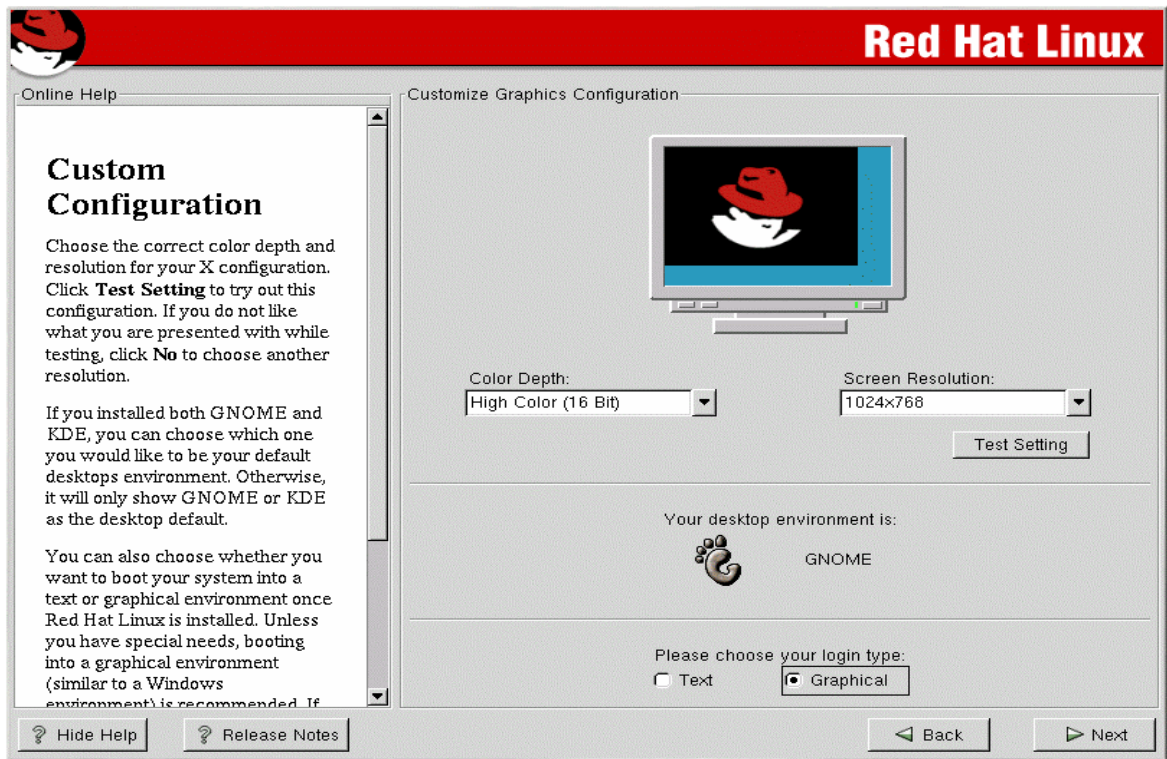 Red Hat Linux
Online Help
Custom
Configuration
Choose the correct color depth and
resolution for your X configuration.
Click Test Setting to try out this
configuration. If you do not like
what you are presented with while
testing, click No to choose another
resolution.
If you installed both GNOME and
KDE, you can choose which one
you would like to be your default
desktops environment. Otherwise,
it will only show GNOME or KDE
as the desktop default.
You can also choose whether you
want to boot your system into a
text or graphical environment once
Red Hat Linux is installed. Unless
you have special needs, booting
into a graphical environment
(similar to a Windows
environment) is recommended. If
Customize Graphics Configuration
Color Depth:
High Color (16 Bit)
Screen Resolution:
1024x768
Test Setting
Your desktop environment is:
GNOME
Please choose your login type:
Text
Graphical
Hide Help
Release Notes
Back
Next